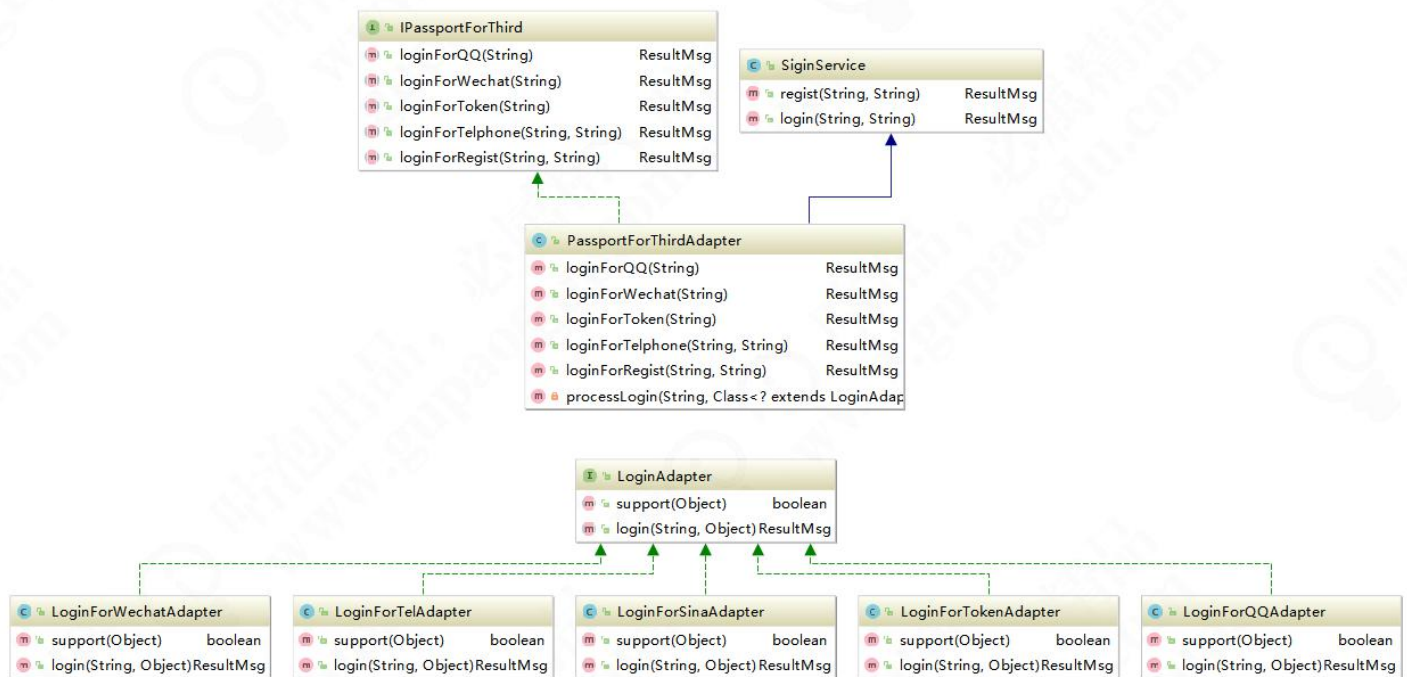 IPassportForThird
loginForQQ(String) ResultMsg
loginForWechat(String) ResultMsg
loginForToken(String) ResultMsg
loginForTelphone(String, String) ResultMsg
loginForRegist(String, String) ResultMsg
SiginService
regist(String, String) ResultMsg
login(String, String) ResultMsg
PassportForThirdAdapter
loginForQQ(String) ResultMsg
loginForWechat(String) ResultMsg
loginForToken(String) ResultMsg
loginForTelphone(String, String) ResultMsg
loginForRegist(String, String) ResultMsg
processLogin(String, Class<? extends LoginAdap
LoginAdapter
support(Object) boolean
login(String, Object) ResultMsg
LoginForWechatAdapter
support(Object) boolean
login(String, Object) ResultMsg
LoginForTelAdapter
support(Object) boolean
login(String, Object) ResultMsg
LoginForSinaAdapter
support(Object) boolean
login(String, Object) ResultMsg
LoginForTokenAdapter
support(Object) boolean
login(String, Object) ResultMsg
LoginForQQAdapter
support(Object) boolean
login(String, Object) ResultMsg